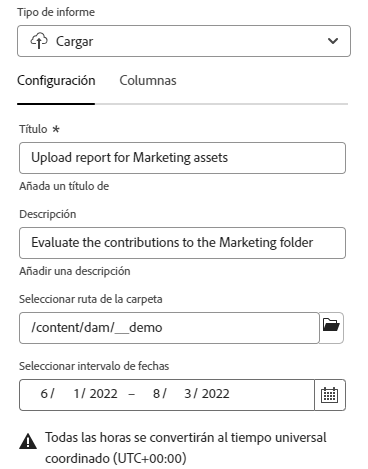 Tipo de informe
Cargar
Configuración Columnas
Título *
Upload report for Marketing assets
Añada un título de
Descripción
Evaluate the contributions to the Marketing folder
Añadir una descripción
Seleccionar ruta de la carpeta
/content/dam/__demo
Seleccionar intervalo de fechas
6/ 1/ 2022 – 8/ 3/ 2022
Todas las horas se convertirán al tiempo universal
coordinado (UTC+00:00)